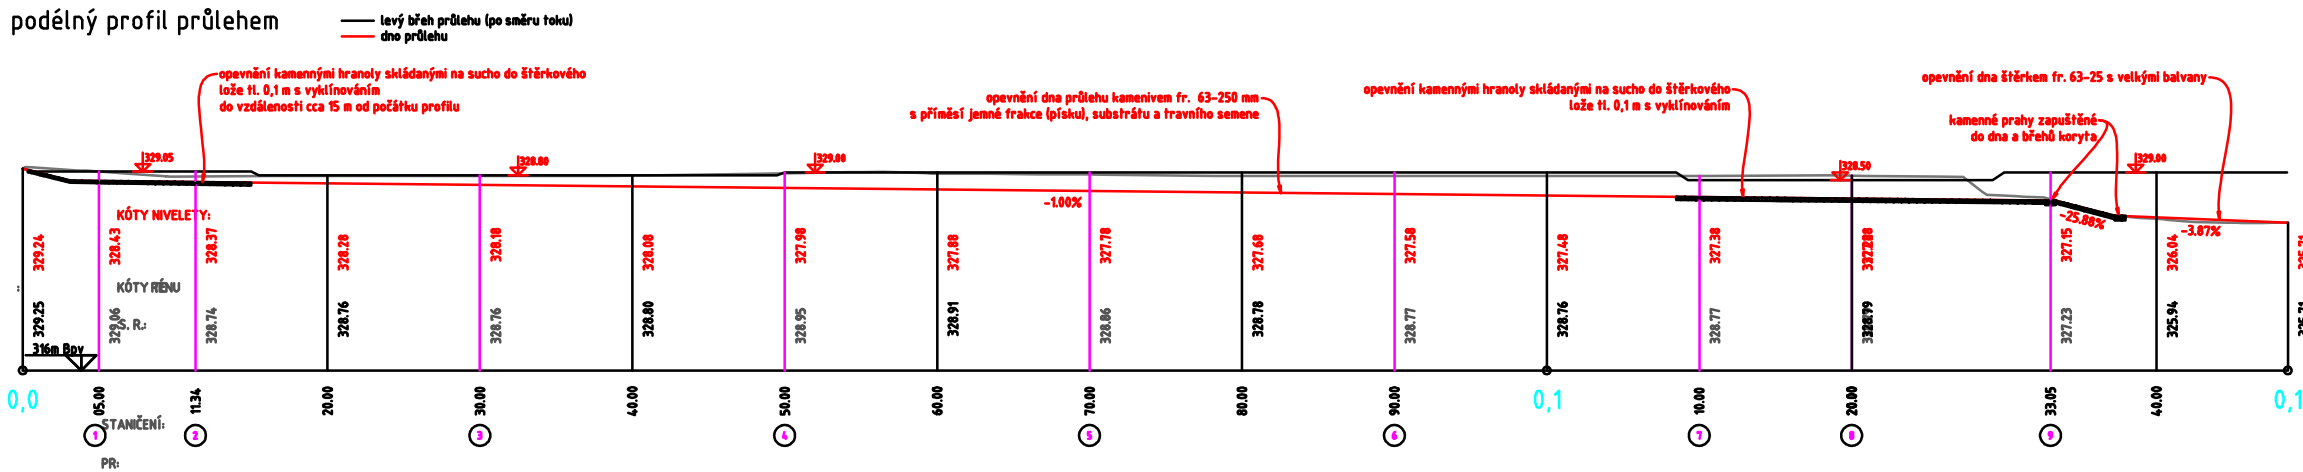 podélný profil průlehem
levý břeh průlehu (po směru toku)
dno průlehu
opevnění kamennými hranoly skládanými na sucho do štěrkového
lože tl. 0,1 m s vyklínováním
do vzdálenosti cca 15 m od počátku profilu
opevnění dna průlehu kamenivem fr. 63-250 mm
s příměsí jemné frakce (písku), substrátu a travního semene
opevnění kamennými hranoly skládanými na sucho do štěrkového
lože tl. 0,1 m s vyklínováním
opevnění dna štěrkem fr. 63-25 s velkými balvany
kamenné prahy zapuštěné
do dna a břehů koryta
329.05 328.80 329.00 328.50 329.00
-1.00% -25.88% -3.87%
KÓTY NIVELETY:
329.24 328.43 328.37 328.28 328.18 328.08 327.98 327.88 327.78 327.68 327.58 327.48 327.38 327.15 326.04
KÓTY
S. R.:
329.25 329.06 328.74 328.76 328.76 328.80 328.95 328.91 328.86 328.78 328.77 328.76 328.77 327.23 325.94
316m Bpv
0,0 05.00 11.34 20.00 30.00 40.00 50.00 60.00 70.00 80.00 90.00 0,1 10.00 20.00 33.05 40.00 0,1
STANIČENÍ:
1 2 3 4 5 6 7 8 9
PR: